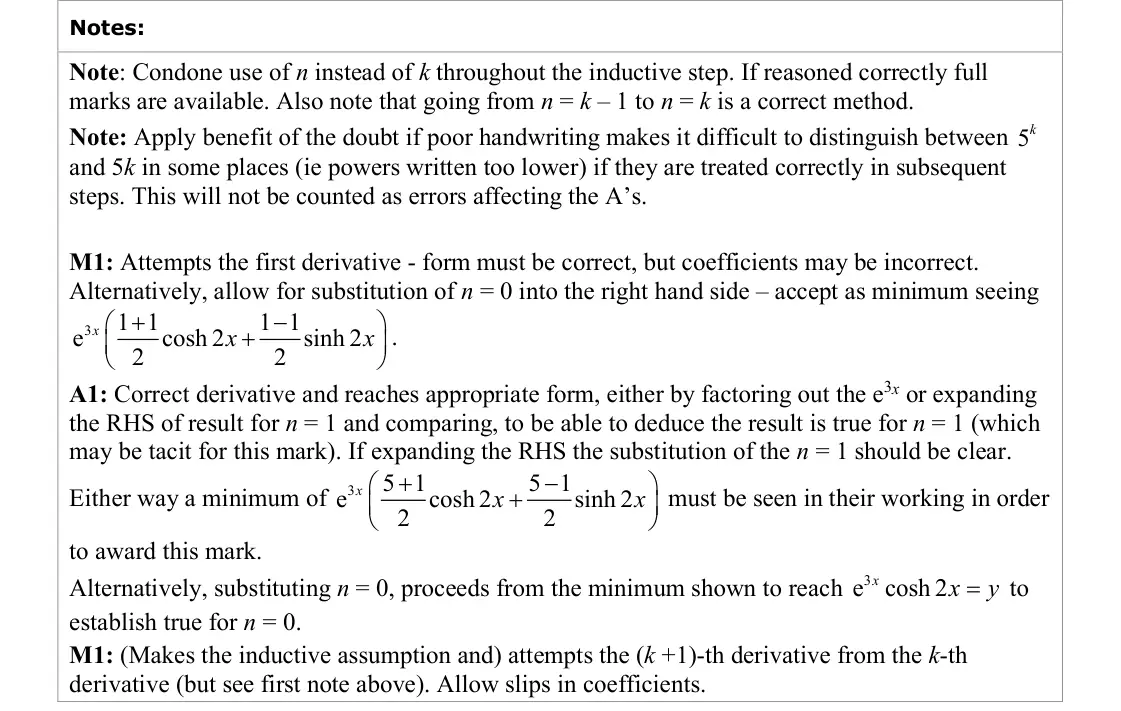 Notes:
Note: Condone use of n instead of k throughout the inductive step. If reasoned correctly full
marks are available. Also note that going from n = k – 1 to n = k is a correct method.
Note: Apply benefit of the doubt if poor handwriting makes it difficult to distinguish between 5^k
and 5k in some places (ie powers written too lower) if they are treated correctly in subsequent
steps. This will not be counted as errors affecting the A's.
M1: Attempts the first derivative - form must be correct, but coefficients may be incorrect.
Alternatively, allow for substitution of n = 0 into the right hand side – accept as minimum seeing
e^{3x} ( \frac{1+1}{2} cosh 2x + \frac{1−1}{2} sinh 2x ) .
A1: Correct derivative and reaches appropriate form, either by factoring out the e^{3x} or expanding
the RHS of result for n = 1 and comparing, to be able to deduce the result is true for n = 1 (which
may be tacit for this mark). If expanding the RHS the substitution of the n = 1 should be clear.
Either way a minimum of e^{3x} ( \frac{5+1}{2} cosh 2x + \frac{5−1}{2} sinh 2x ) must be seen in their working in order
to award this mark.
Alternatively, substituting n = 0, proceeds from the minimum shown to reach e^{3x} cosh 2x = y to
establish true for n = 0.
M1: (Makes the inductive assumption and) attempts the (k +1)-th derivative from the k-th
derivative (but see first note above). Allow slips in coefficients.